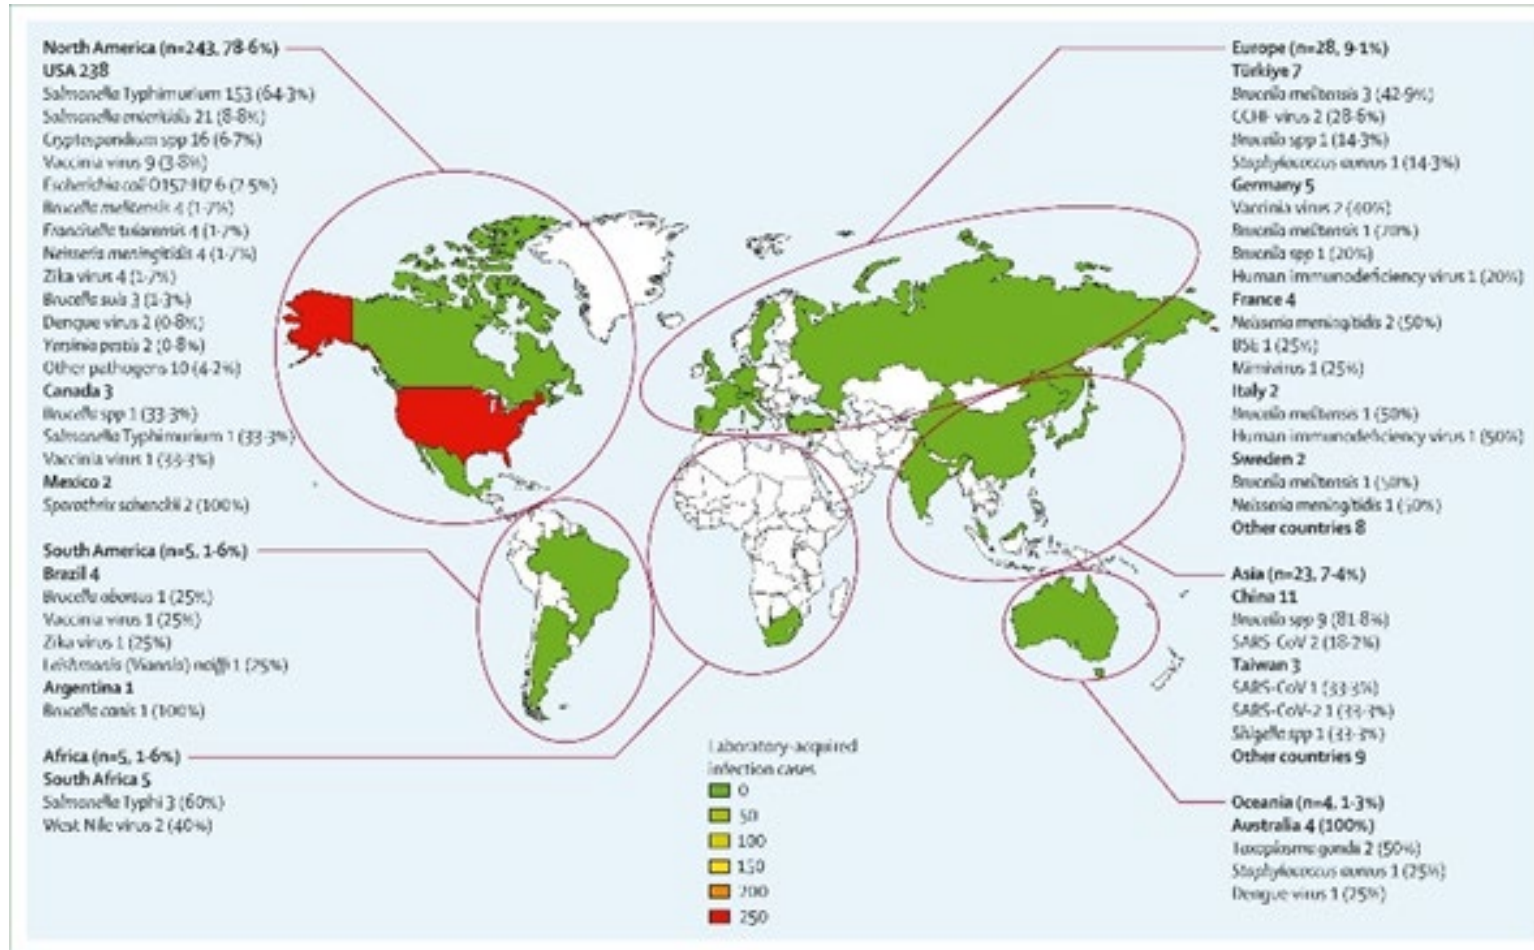 North America (n=243, 78·6%)
USA 238
Salmonella Typhimurium 153 (64·3%)
Salmonella enteritidis 21 (8·8%)
Cryptosporidium spp 16 (6·7%)
Vaccinia virus 9 (3·8%)
Escherichia coli O157:H7 6 (2·5%)
Brucella melitensis 4 (1·7%)
Francisella tularensis 4 (1·7%)
Neisseria meningitidis 4 (1·7%)
Zika virus 4 (1·7%)
Brucella suis 3 (1·3%)
Dengue virus 2 (0·8%)
Yersinia pestis 2 (0·8%)
Other pathogens 10 (4·2%)
Canada 3
Brucella spp 1 (33·3%)
Salmonella Typhimurium 1 (33·3%)
Vaccinia virus 1 (33·3%)
Mexico 2
Sporothrix schenckii 2 (100%)
South America (n=5, 1·6%)
Brazil 4
Brucella abortus 1 (25%)
Vaccinia virus 1 (25%)
Zika virus 1 (25%)
Leishmania (Viannia) naiffi 1 (25%)
Argentina 1
Brucella canis 1 (100%)
Africa (n=5, 1·6%)
South Africa 5
Salmonella Typhi 3 (60%)
West Nile virus 2 (40%)
Laboratory-acquired
infection cases
0
50
100
150
200
250
Europe (n=28, 9·1%)
Türkiye 7
Brucella melitensis 3 (42·9%)
CCHF virus 2 (28·6%)
Brucella spp 1 (14·3%)
Staphylococcus aureus 1 (14·3%)
Germany 5
Vaccinia virus 2 (40%)
Brucella melitensis 1 (20%)
Brucella spp 1 (20%)
Human immunodeficiency virus 1 (20%)
France 4
Neisseria meningitidis 2 (50%)
BSE 1 (25%)
Mimivirus 1 (25%)
Italy 2
Brucella melitensis 1 (50%)
Human immunodeficiency virus 1 (50%)
Sweden 2
Brucella melitensis 1 (50%)
Neisseria meningitidis 1 (50%)
Other countries 8
Asia (n=23, 7·4%)
China 11
Brucella spp 9 (81·8%)
SARS-CoV 2 (18·2%)
Taiwan 3
SARS-CoV 1 (33·3%)
SARS-CoV-2 1 (33·3%)
Shigella spp 1 (33·3%)
Other countries 9
Oceania (n=4, 1·3%)
Australia 4 (100%)
Toxoplasma gondii 2 (50%)
Staphylococcus aureus 1 (25%)
Dengue virus 1 (25%)